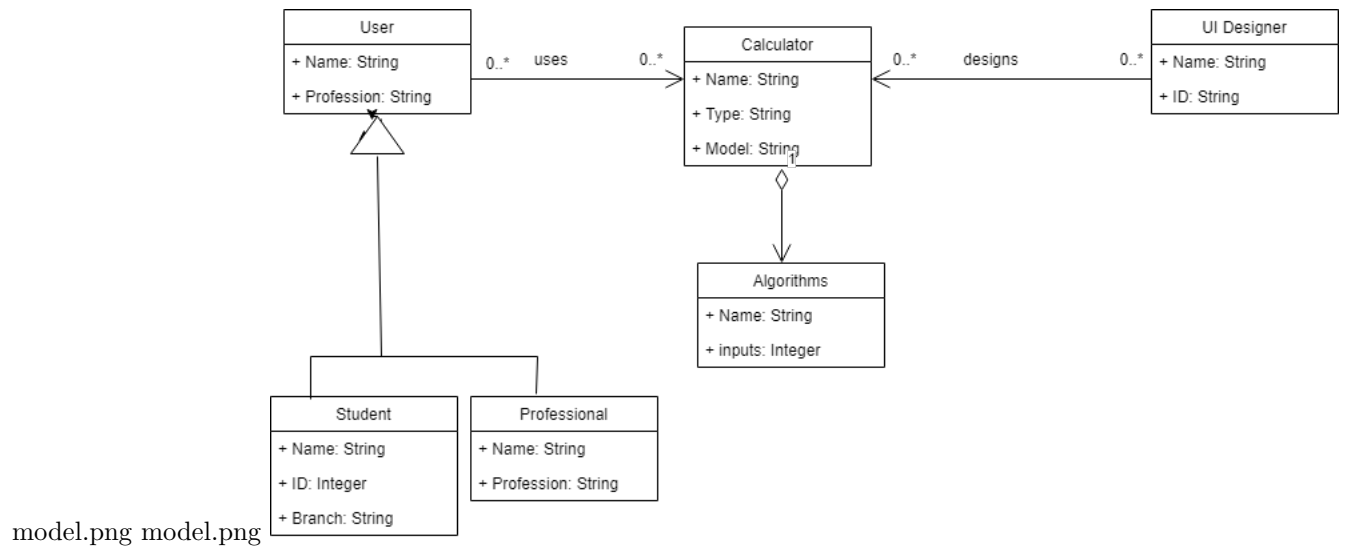 User
+ Name: String
+ Profession: String
0..* uses 0..*
Calculator
+ Name: String
+ Type: String
+ Model: String
1
0..* designs 0..*
UI Designer
+ Name: String
+ ID: String
Algorithms
+ Name: String
+ inputs: Integer
Student
+ Name: String
+ ID: Integer
+ Branch: String
Professional
+ Name: String
+ Profession: String
model.png model.png